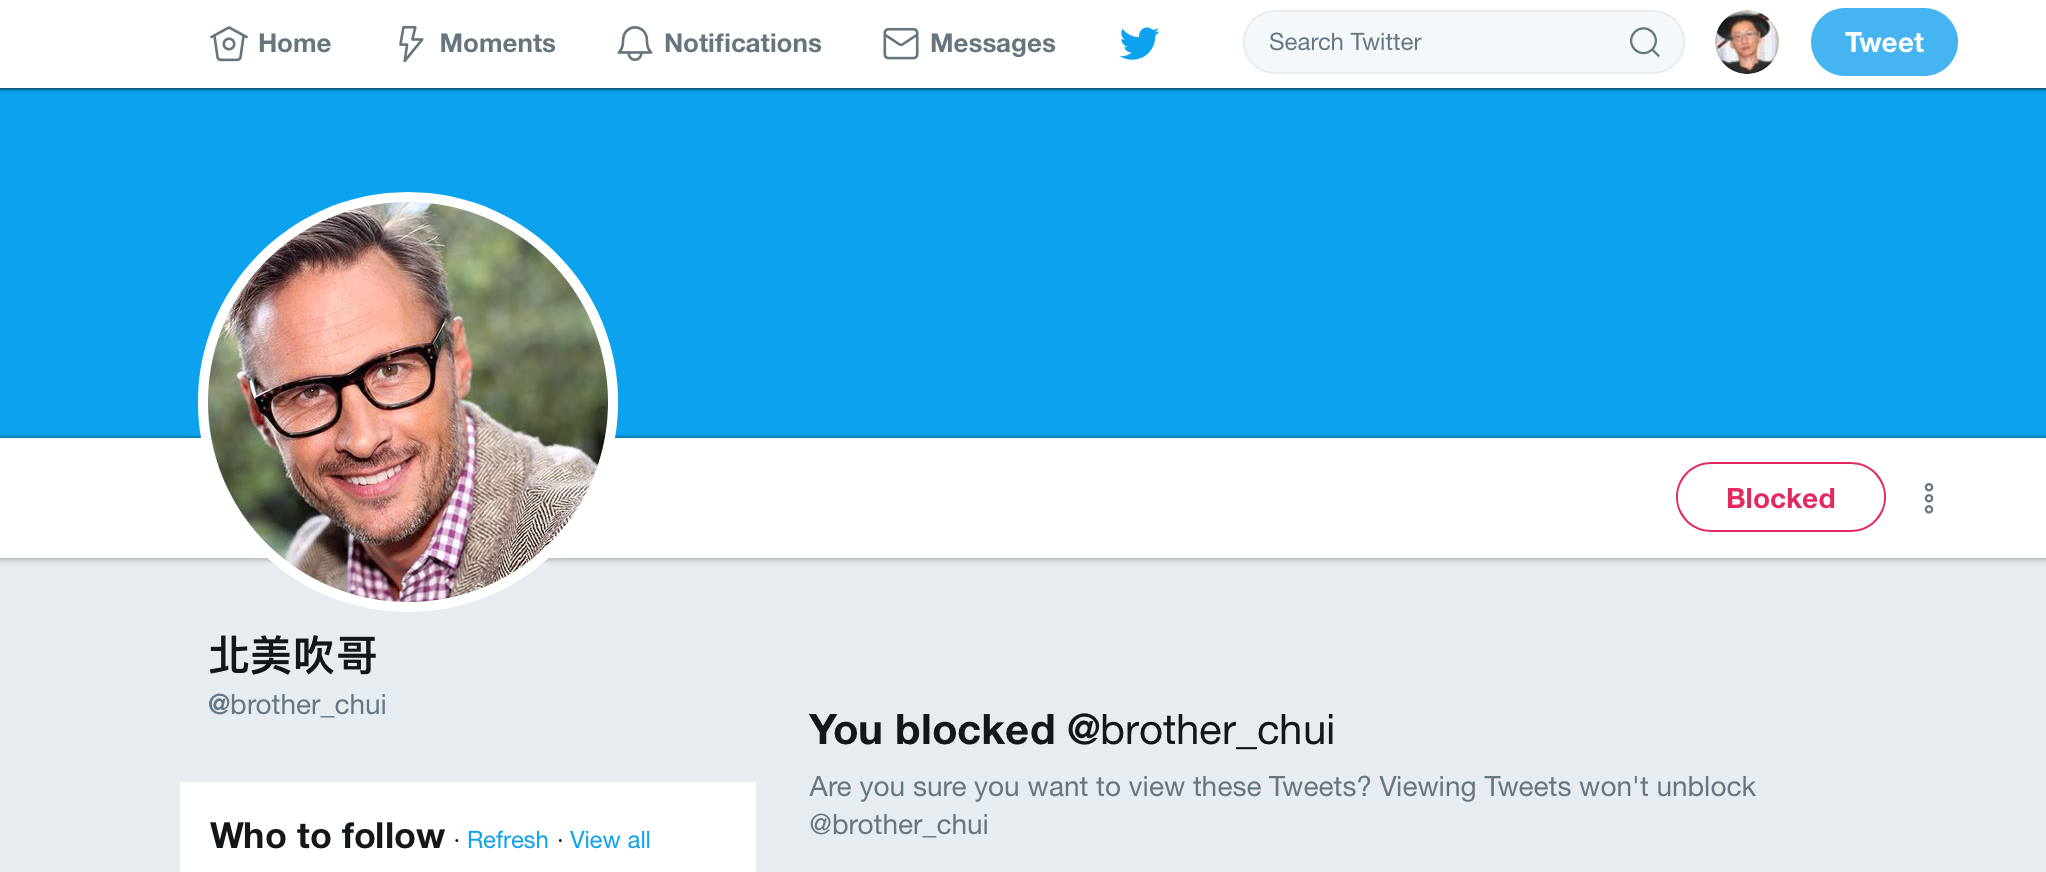 Home Moments Notifications Messages Search Twitter Tweet
Blocked
北美吹哥
@brother_chui
You blocked @brother_chui
Are you sure you want to view these Tweets? Viewing Tweets won't unblock
@brother_chui
Who to follow · Refresh · View all